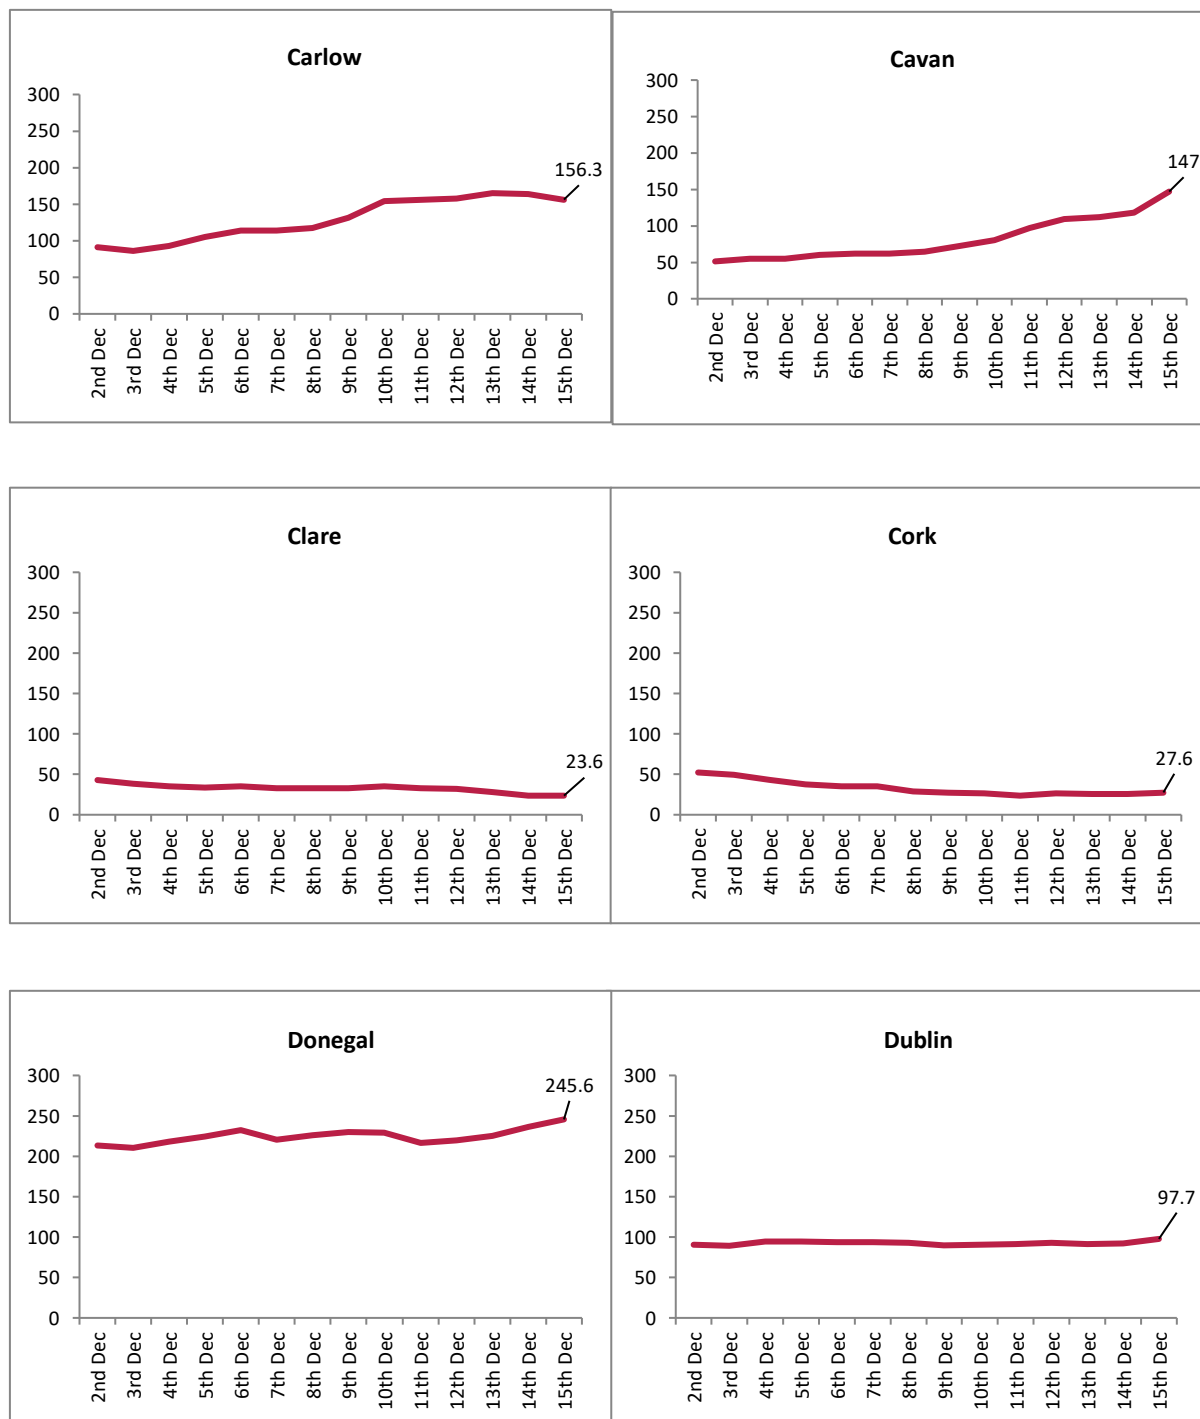 Carlow
300
250
200
150
100
50
0
156.3
2nd Dec
3rd Dec
4th Dec
5th Dec
6th Dec
7th Dec
8th Dec
9th Dec
10th Dec
11th Dec
12th Dec
13th Dec
14th Dec
15th Dec
Cavan
300
250
200
150
100
50
0
147
2nd Dec
3rd Dec
4th Dec
5th Dec
6th Dec
7th Dec
8th Dec
9th Dec
10th Dec
11th Dec
12th Dec
13th Dec
14th Dec
15th Dec
Clare
300
250
200
150
100
50
0
23.6
2nd Dec
3rd Dec
4th Dec
5th Dec
6th Dec
7th Dec
8th Dec
9th Dec
10th Dec
11th Dec
12th Dec
13th Dec
14th Dec
15th Dec
Cork
300
250
200
150
100
50
0
27.6
2nd Dec
3rd Dec
4th Dec
5th Dec
6th Dec
7th Dec
8th Dec
9th Dec
10th Dec
11th Dec
12th Dec
13th Dec
14th Dec
15th Dec
Donegal
300
250
200
150
100
50
0
245.6
2nd Dec
3rd Dec
4th Dec
5th Dec
6th Dec
7th Dec
8th Dec
9th Dec
10th Dec
11th Dec
12th Dec
13th Dec
14th Dec
15th Dec
Dublin
300
250
200
150
100
50
0
97.7
2nd Dec
3rd Dec
4th Dec
5th Dec
6th Dec
7th Dec
8th Dec
9th Dec
10th Dec
11th Dec
12th Dec
13th Dec
14th Dec
15th Dec